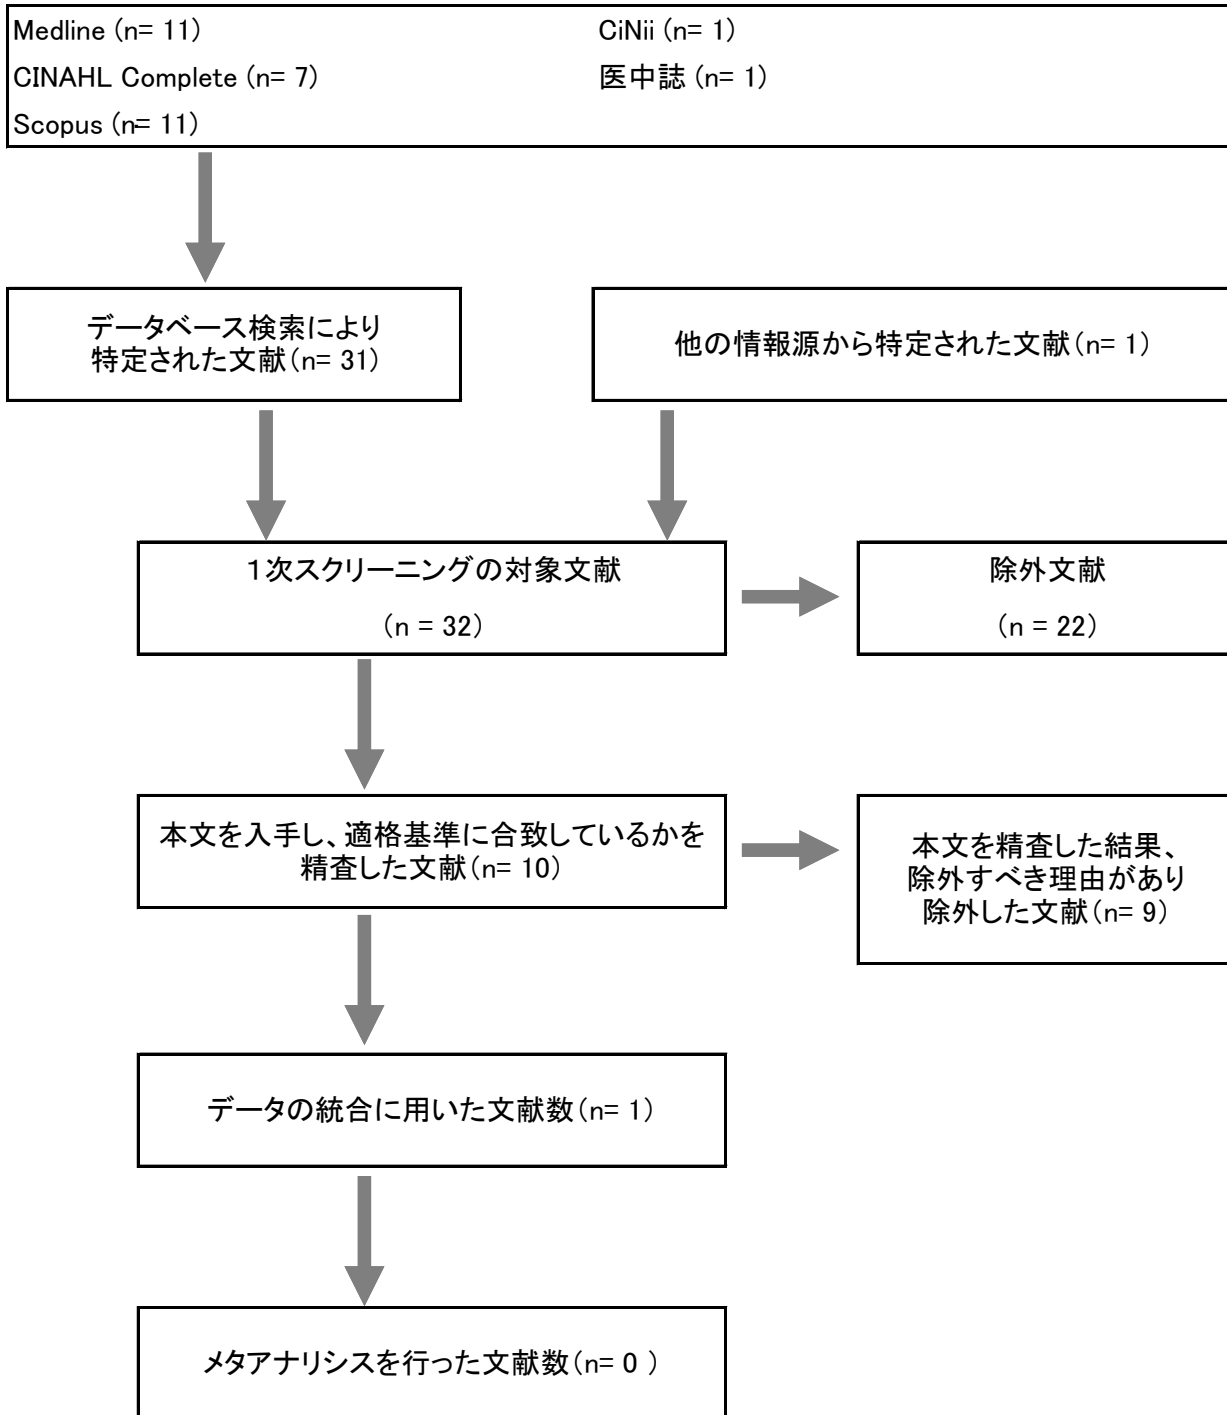 Medline (n= 11)
CiNii (n= 1)
CINAHL Complete (n= 7)
医中誌 (n= 1)
Scopus (n= 11)
データベース検索により
特定された文献（n= 31）
他の情報源から特定された文献（n= 1）
１次スクリーニングの対象文献
（n = 32）
除外文献
（n = 22）
本文を入手し、適格基準に合致しているかを
精査した文献（n= 10）
本文を精査した結果、
除外すべき理由があり
除外した文献（n= 9）
データの統合に用いた文献数（n= 1）
メタアナリシスを行った文献数（n= 0 ）